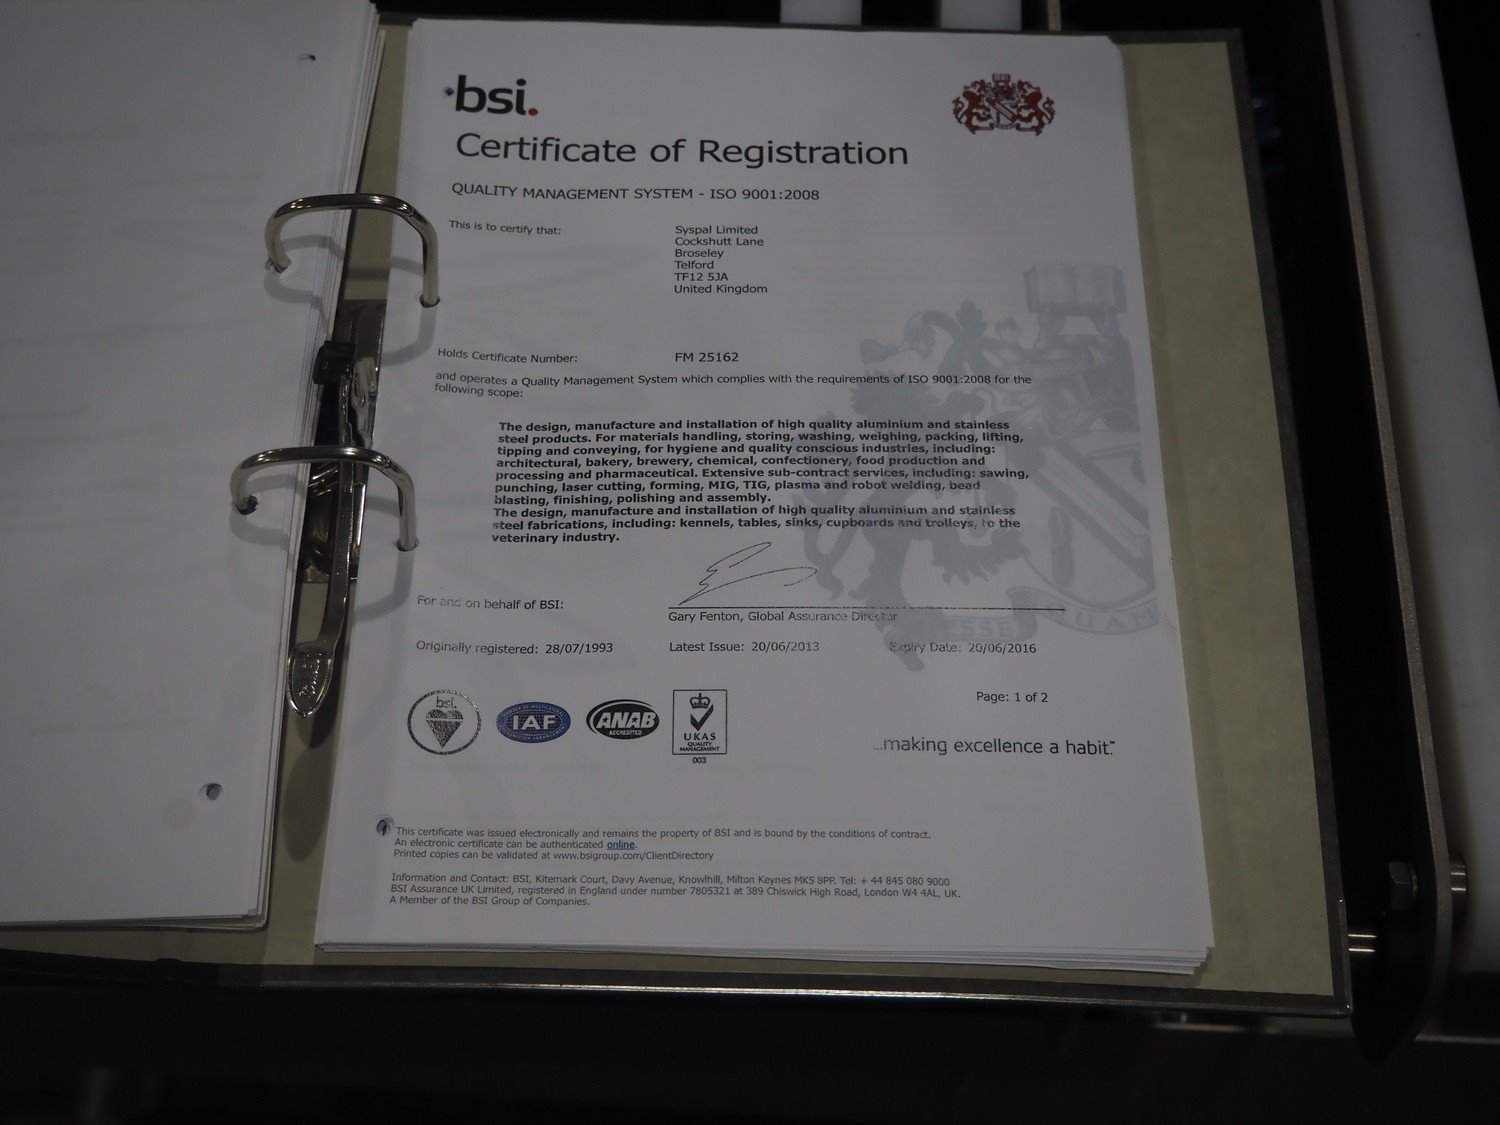 bsi.
Certificate of Registration
QUALITY MANAGEMENT SYSTEM - ISO 9001:2008
This is to certify that:
Syspal Limited
Cockshutt Lane
Broseley
Telford
TF12 5JA
United Kingdom
Holds Certificate Number: FM 25162
and operates a Quality Management System which complies with the requirements of ISO 9001:2008 for the
following scope:
The design, manufacture and installation of high quality aluminium and stainless
steel products. For materials handling, storing, washing, weighing, packing, lifting,
tipping and conveying, for hygiene and quality conscious industries, including:
architectural, bakery, brewery, chemical, confectionery, food production and
processing and pharmaceutical. Extensive sub-contract services, including: sawing,
punching, laser cutting, forming, MIG, TIG, plasma and robot welding, bead
blasting, finishing, polishing and assembly.
The design, manufacture and installation of high quality aluminium and stainless
steel fabrications, including: kennels, tables, sinks, cupboards and trolleys, to the
veterinary industry.
For and on behalf of BSI:
Gary Fenton, Global Assurance Director
Originally registered: 28/07/1993 Latest Issue: 20/06/2013 Expiry Date: 20/06/2016
Page: 1 of 2
bsi.
IAF
ANAB
ACCREDITED
UKAS
QUALITY
MANAGEMENT
003
...making excellence a habit.™
This certificate was issued electronically and remains the property of BSI and is bound by the conditions of contract.
An electronic certificate can be authenticated online.
Printed copies can be validated at www.bsigroup.com/ClientDirectory
Information and Contact: BSI, Kitemark Court, Davy Avenue, Knowlhill, Milton Keynes MK5 8PP. Tel: + 44 845 080 9000
BSI Assurance UK Limited, registered in England under number 7805321 at 389 Chiswick High Road, London W4 4AL, UK.
A Member of the BSI Group of Companies.